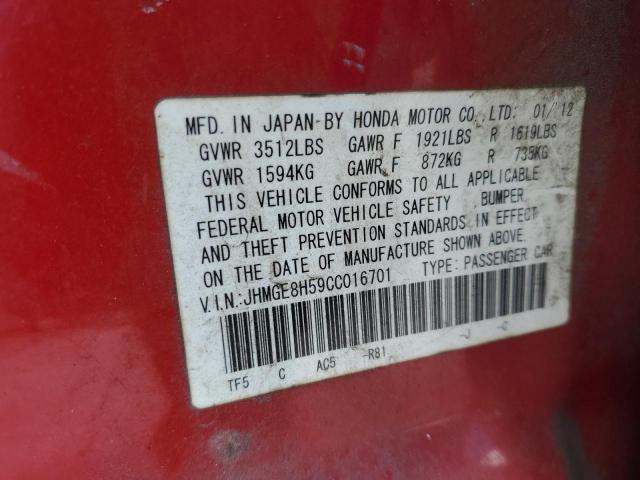 MFD. IN JAPAN-BY HONDA MOTOR CO.,LTD: 01/'12
GVWR 3512LBS GAWR F 1921LBS R 1619LBS
GVWR 1594KG GAWR F 872KG R 735KG
THIS VEHICLE CONFORMS TO ALL APPLICABLE
FEDERAL MOTOR VEHICLE SAFETY, BUMPER,
AND THEFT PREVENTION STANDARDS IN EFFECT
ON THE DATE OF MANUFACTURE SHOWN ABOVE.
V.I.N.:JHMGE8H59CC016701 TYPE: PASSENGER CAR
TF5 C AC5 -R81 -J -C